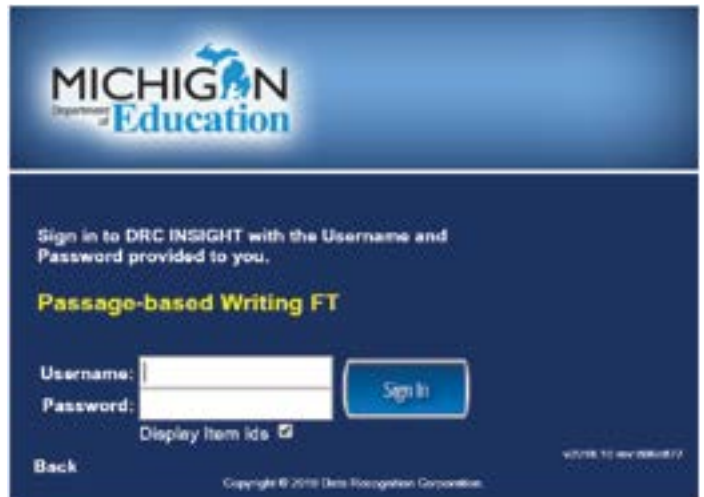 MICHIGAN
Department
of Education
Sign in to DRC INSIGHT with the Username and
Password provided to you.
Passage-based Writing FT
Username:
Sign In
Password:
Display Item Ids
Back
Copyright © Data Recognition Corporation